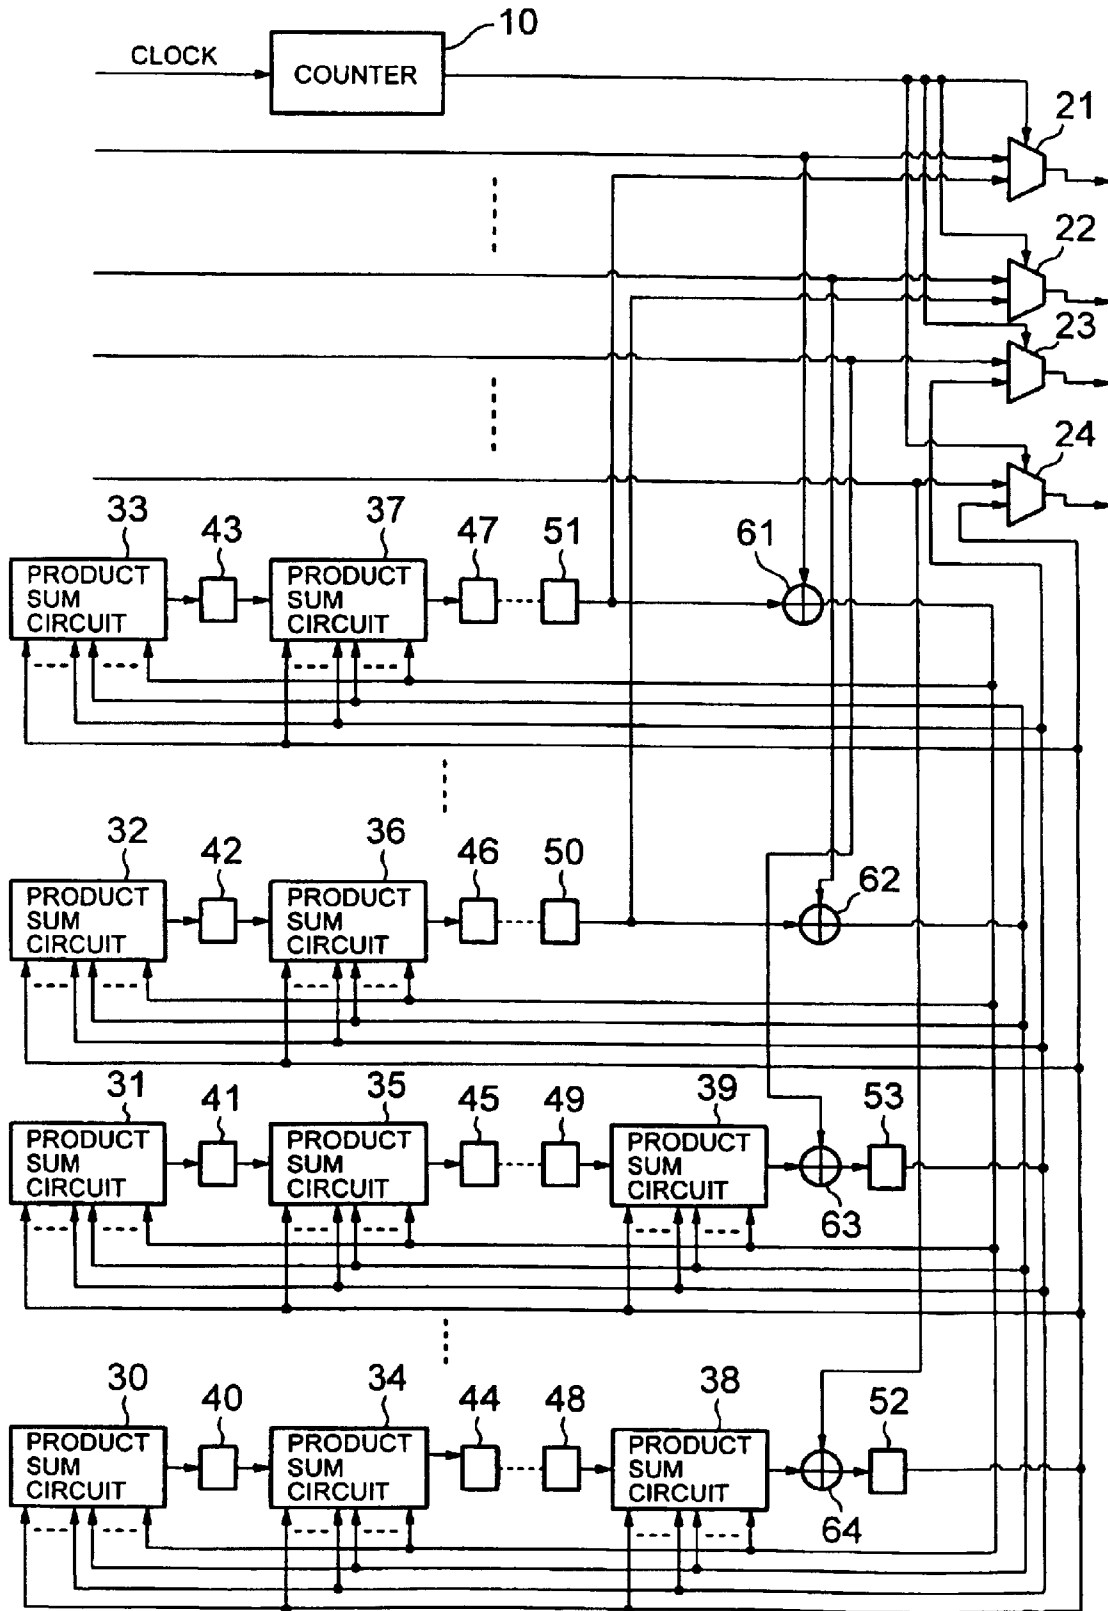 10
CLOCK
COUNTER
21
22
23
24
33
43
37
47
51
61
PRODUCT
SUM
CIRCUIT
PRODUCT
SUM
CIRCUIT
32
42
36
46
50
62
PRODUCT
SUM
CIRCUIT
PRODUCT
SUM
CIRCUIT
31
41
35
45
49
39
53
PRODUCT
SUM
CIRCUIT
PRODUCT
SUM
CIRCUIT
PRODUCT
SUM
CIRCUIT
63
30
40
34
44
48
38
52
PRODUCT
SUM
CIRCUIT
PRODUCT
SUM
CIRCUIT
PRODUCT
SUM
CIRCUIT
64